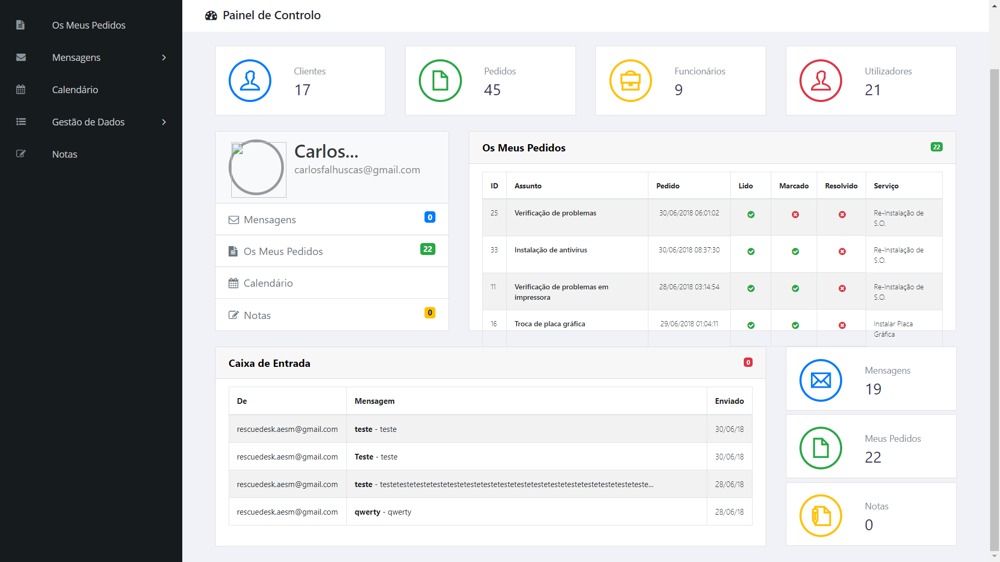 Os Meus Pedidos
Mensagens
Calendário
Gestão de Dados
Notas
Painel de Controlo
Clientes
17
Pedidos
45
Funcionários
9
Utilizadores
21
Carlos...
carlosfalhuscas@gmail.com
Mensagens 0
Os Meus Pedidos 22
Calendário
Notas 0
Os Meus Pedidos 22
ID Assunto Pedido Lido Marcado Resolvido Serviço
25 Verificação de problemas 30/06/2018 06:01:02 Re-Instalação de
S.O.
33 Instalação de antivírus 30/06/2018 08:37:30 Re-Instalação de
S.O.
11 Verificação de problemas em 28/06/2018 03:14:54 Re-Instalação de
impressora S.O.
16 Troca de placa gráfica 29/06/2018 01:04:11 Instalar Placa
Gráfica
Caixa de Entrada 0
De Mensagem Enviado
rescuedesk.aesm@gmail.com teste - teste 30/06/18
rescuedesk.aesm@gmail.com Teste - teste 30/06/18
rescuedesk.aesm@gmail.com teste - testetestetestetestetestetestetestetestetestetestetestetestetestetestetesteteste... 28/06/18
rescuedesk.aesm@gmail.com qwerty - qwerty 28/06/18
Mensagens
19
Meus Pedidos
22
Notas
0